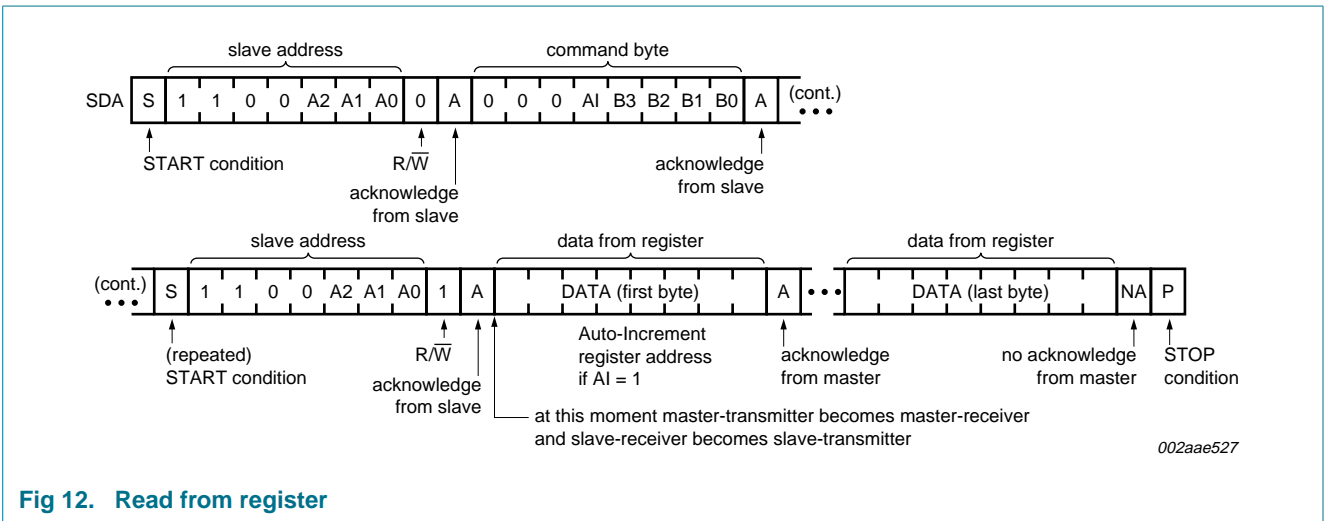 slave address command byte
SDA S 1 1 0 0 A2 A1 A0 0 A 0 0 0 AI B3 B2 B1 B0 A (cont.)
START condition R/W̅ acknowledge from slave acknowledge from slave
slave address data from register data from register
(cont.) S 1 1 0 0 A2 A1 A0 1 A DATA (first byte) A DATA (last byte) NA P
(repeated) START condition
R/W̅
acknowledge from slave
Auto-Increment register address if AI = 1
acknowledge from master
no acknowledge from master
STOP condition
at this moment master-transmitter becomes master-receiver
and slave-receiver becomes slave-transmitter
002aae527
Fig 12. Read from register